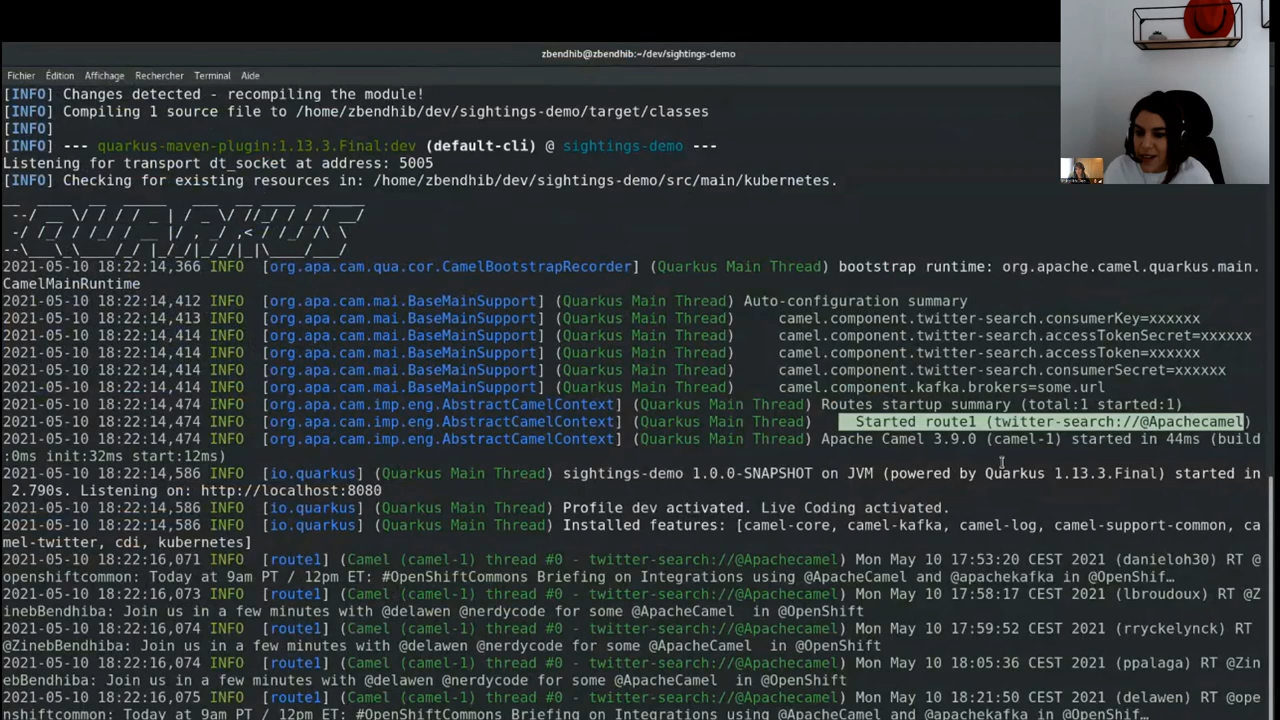 zbendhib@zbendhib:~/dev/sightings-demo
Fichier Édition Affichage Rechercher Terminal Aide
[INFO] Changes detected - recompiling the module!
[INFO] Compiling 1 source file to /home/zbendhib/dev/sightings-demo/target/classes
[INFO]
[INFO] --- quarkus-maven-plugin:1.13.3.Final:dev (default-cli) @ sightings-demo ---
Listening for transport dt_socket at address: 5005
[INFO] Checking for existing resources in: /home/zbendhib/dev/sightings-demo/src/main/kubernetes.
QUARKUS
2021-05-10 18:22:14,366 INFO [org.apa.cam.qua.cor.CamelBootstrapRecorder] (Quarkus Main Thread) bootstrap runtime: org.apache.camel.quarkus.main.
CamelMainRuntime
2021-05-10 18:22:14,412 INFO [org.apa.cam.mai.BaseMainSupport] (Quarkus Main Thread) Auto-configuration summary
2021-05-10 18:22:14,413 INFO [org.apa.cam.mai.BaseMainSupport] (Quarkus Main Thread) camel.component.twitter-search.consumerKey=xxxxxx
2021-05-10 18:22:14,414 INFO [org.apa.cam.mai.BaseMainSupport] (Quarkus Main Thread) camel.component.twitter-search.accessTokenSecret=xxxxxx
2021-05-10 18:22:14,414 INFO [org.apa.cam.mai.BaseMainSupport] (Quarkus Main Thread) camel.component.twitter-search.accessToken=xxxxxx
2021-05-10 18:22:14,414 INFO [org.apa.cam.mai.BaseMainSupport] (Quarkus Main Thread) camel.component.twitter-search.consumerSecret=xxxxxx
2021-05-10 18:22:14,414 INFO [org.apa.cam.mai.BaseMainSupport] (Quarkus Main Thread) camel.component.kafka.brokers=some.url
2021-05-10 18:22:14,474 INFO [org.apa.cam.imp.eng.AbstractCamelContext] (Quarkus Main Thread) Routes startup summary (total:1 started:1)
2021-05-10 18:22:14,474 INFO [org.apa.cam.imp.eng.AbstractCamelContext] (Quarkus Main Thread) Started route1 (twitter-search://@Apachecamel)
2021-05-10 18:22:14,474 INFO [org.apa.cam.imp.eng.AbstractCamelContext] (Quarkus Main Thread) Apache Camel 3.9.0 (camel-1) started in 44ms (build
:0ms init:32ms start:12ms)
2021-05-10 18:22:14,586 INFO [io.quarkus] (Quarkus Main Thread) sightings-demo 1.0.0-SNAPSHOT on JVM (powered by Quarkus 1.13.3.Final) started in
2.790s. Listening on: http://localhost:8080
2021-05-10 18:22:14,586 INFO [io.quarkus] (Quarkus Main Thread) Profile dev activated. Live Coding activated.
2021-05-10 18:22:14,586 INFO [io.quarkus] (Quarkus Main Thread) Installed features: [camel-core, camel-kafka, camel-log, camel-support-common, ca
mel-twitter, cdi, kubernetes]
2021-05-10 18:22:16,071 INFO [route1] (Camel (camel-1) thread #0 - twitter-search://@Apachecamel) Mon May 10 17:53:20 CEST 2021 (danieloh30) RT @
openshiftcommon: Today at 9am PT / 12pm ET: #OpenShiftCommons Briefing on Integrations using @ApacheCamel and @apachekafka in @OpenShif…
2021-05-10 18:22:16,073 INFO [route1] (Camel (camel-1) thread #0 - twitter-search://@Apachecamel) Mon May 10 17:58:17 CEST 2021 (lbroudoux) RT @Z
inebBendhiba: Join us in a few minutes with @delawen @nerdycode for some @ApacheCamel in @OpenShift
2021-05-10 18:22:16,074 INFO [route1] (Camel (camel-1) thread #0 - twitter-search://@Apachecamel) Mon May 10 17:59:52 CEST 2021 (rryckelynck) RT
@ZinebBendhiba: Join us in a few minutes with @delawen @nerdycode for some @ApacheCamel in @OpenShift
2021-05-10 18:22:16,074 INFO [route1] (Camel (camel-1) thread #0 - twitter-search://@Apachecamel) Mon May 10 18:05:36 CEST 2021 (ppalaga) RT @Zin
ebBendhiba: Join us in a few minutes with @delawen @nerdycode for some @ApacheCamel in @OpenShift
2021-05-10 18:22:16,075 INFO [route1] (Camel (camel-1) thread #0 - twitter-search://@Apachecamel) Mon May 10 18:21:50 CEST 2021 (delawen) RT @ope
nshiftcommon: Today at 9am PT / 12pm ET: #OpenShiftCommons Briefing on Integrations using @ApacheCamel and @apachekafka in @OpenShif…